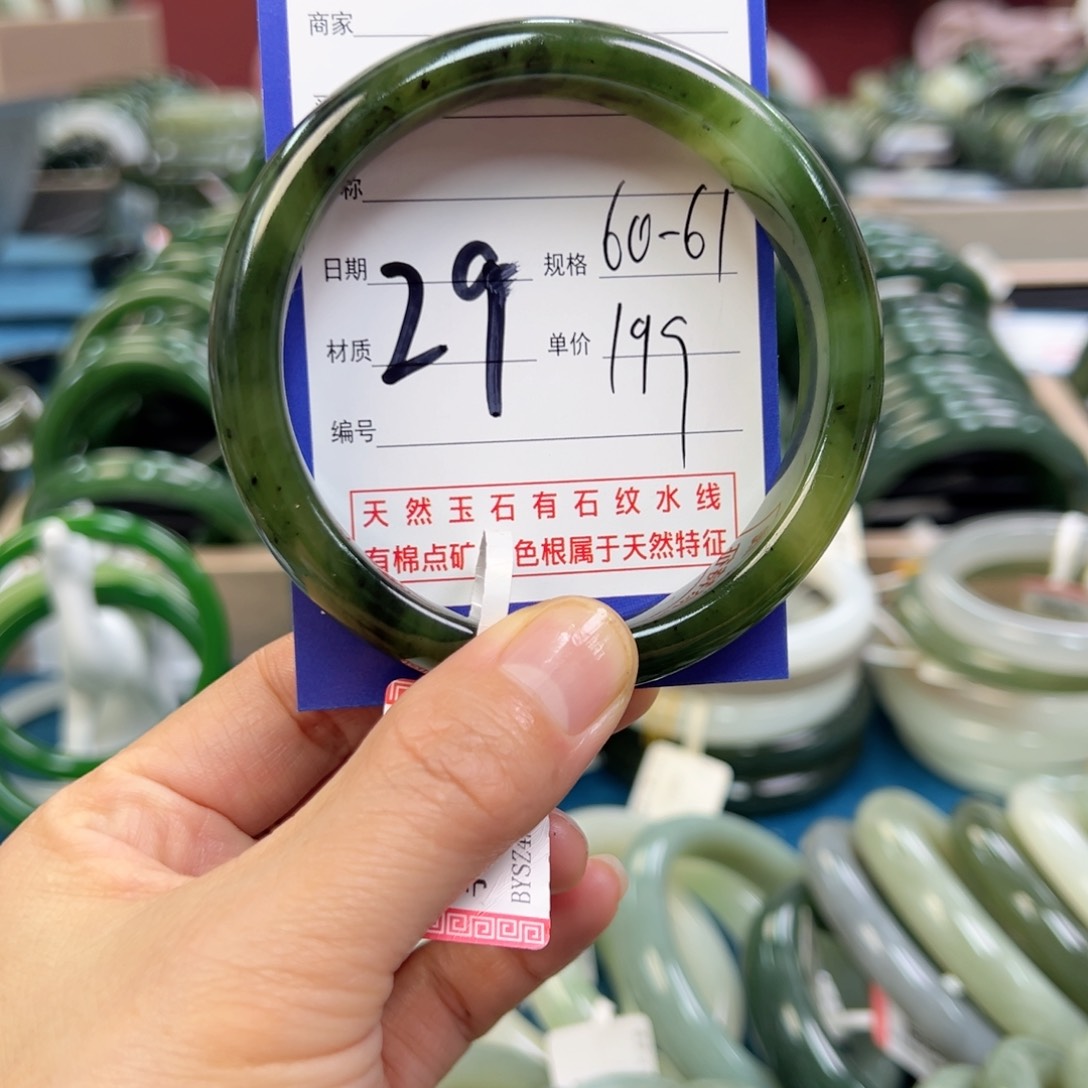 商家
称
日期 29 规格 60-61
材质 单价 199
编号
天然玉石有石纹水线
有棉点矿 色根属于天然特征
BYSZ4